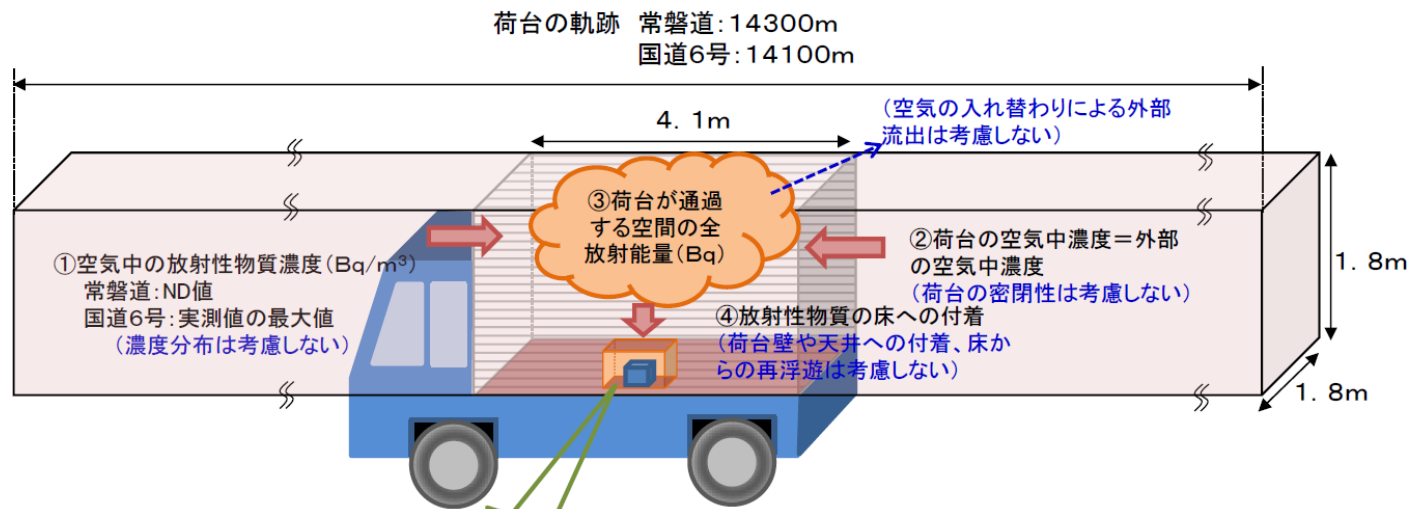 荷台の軌跡 常磐道:14300m
国道6号:14100m
4.1m
(空気の入れ替わりによる外部
流出は考慮しない)
③荷台が通過
する空間の全
放射能量(Bq)
①空気中の放射性物質濃度(Bq/m³)
常磐道:ND値
国道6号:実測値の最大値
(濃度分布は考慮しない)
②荷台の空気中濃度=外部
の空気中濃度
(荷台の密閉性は考慮しない)
④放射性物質の床への付着
(荷台壁や天井への付着、床か
らの再浮遊は考慮しない)
1.8m
1.8m